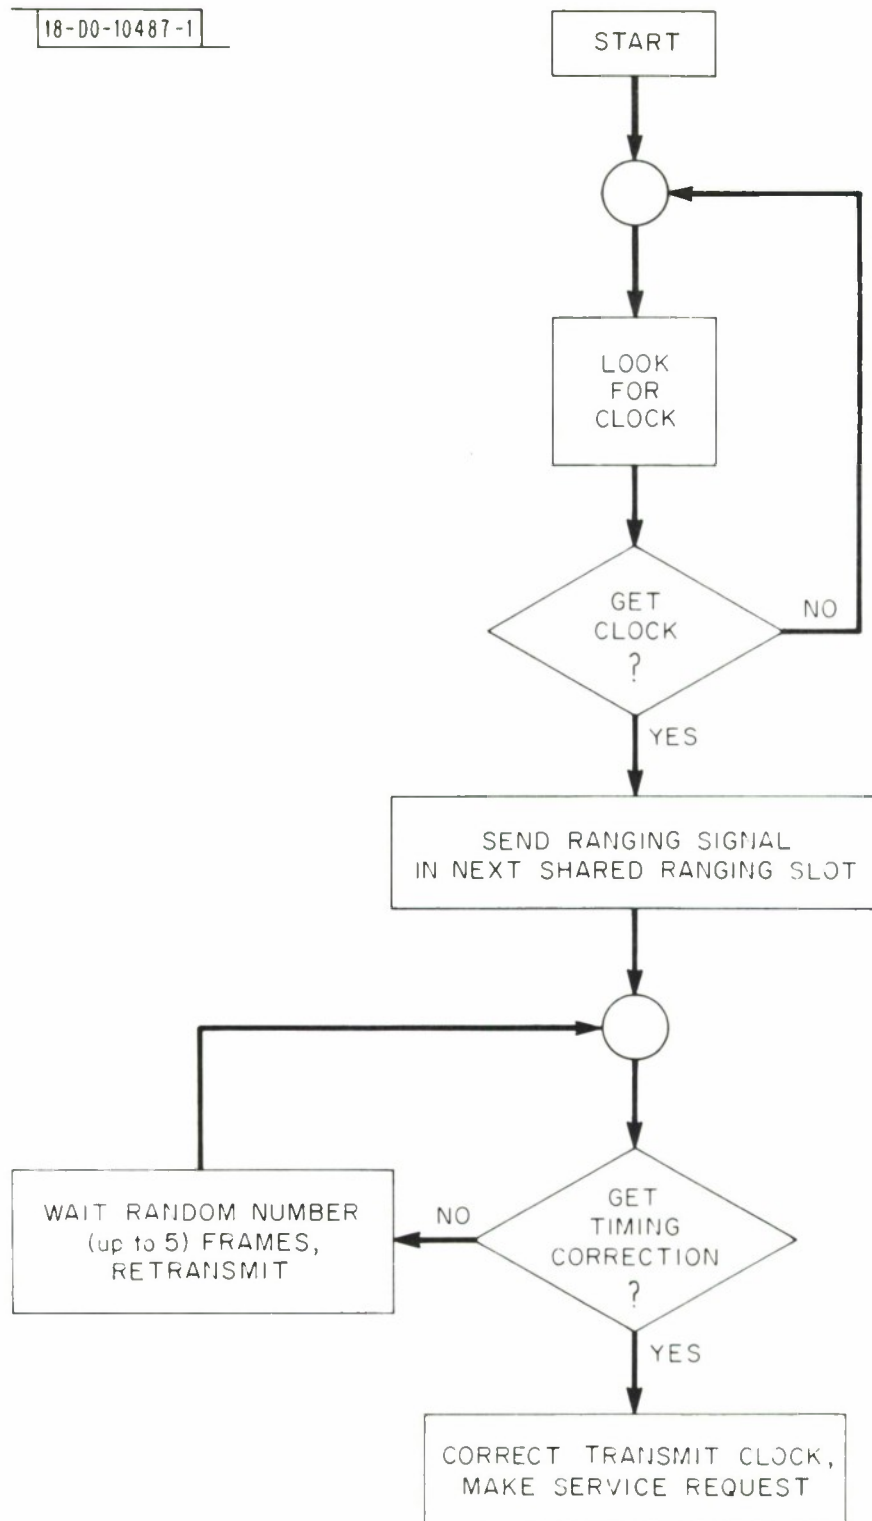 18-DO-10487-1
START
LOOK
FOR
CLOCK
GET
CLOCK
?
NO
YES
SEND RANGING SIGNAL
IN NEXT SHARED RANGING SLOT
WAIT RANDOM NUMBER
(up to 5) FRAMES,
RETRANSMIT
NO
GET
TIMING
CORRECTION
?
YES
CORRECT TRANSMIT CLOCK,
MAKE SERVICE REQUEST